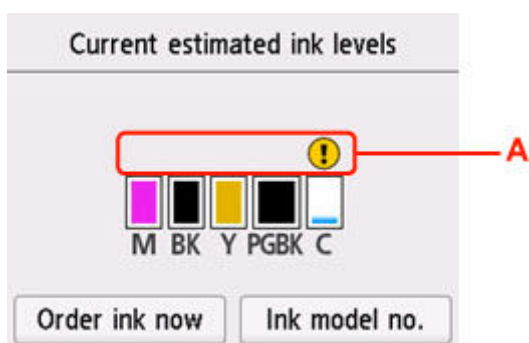 Current estimated ink levels
! A
M BK Y PGBK C
Order ink now Ink model no.